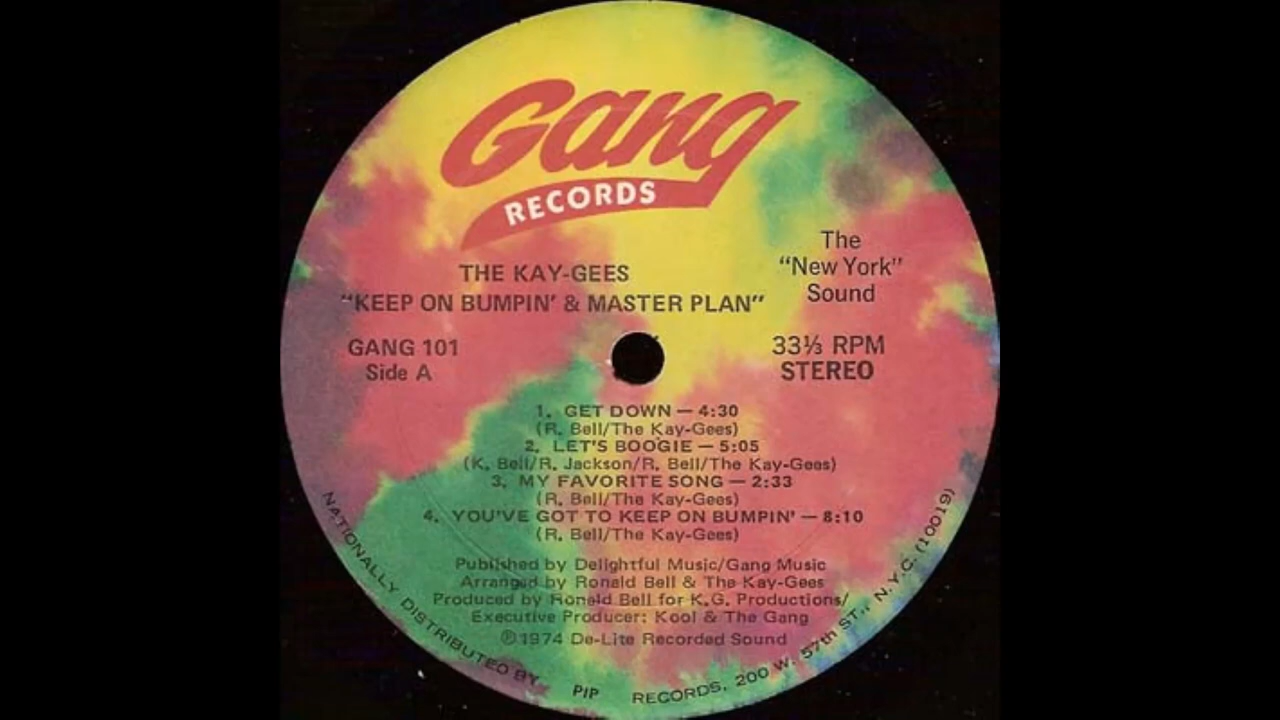 Gang
RECORDS
The
"New York"
Sound
THE KAY-GEES
"KEEP ON BUMPIN' & MASTER PLAN"
GANG 101
Side A
33⅓ RPM
STEREO
1. GET DOWN — 4:30
(R. Bell/The Kay-Gees)
2. LET'S BOOGIE — 5:05
(K. Bell/R. Jackson/R. Bell/The Kay-Gees)
3. MY FAVORITE SONG — 2:33
(R. Bell/The Kay-Gees)
4. YOU'VE GOT TO KEEP ON BUMPIN' — 8:10
(R. Bell/The Kay-Gees)
Published by Delightful Music/Gang Music
Arranged by Ronald Bell & The Kay-Gees
Produced by Ronald Bell for K.G. Productions/
Executive Producer: Kool & The Gang
℗1974 De-Lite Recorded Sound
NATIONALLY DISTRIBUTED BY PIP RECORDS, 200 W. 57th ST., N.Y.C. (10019)